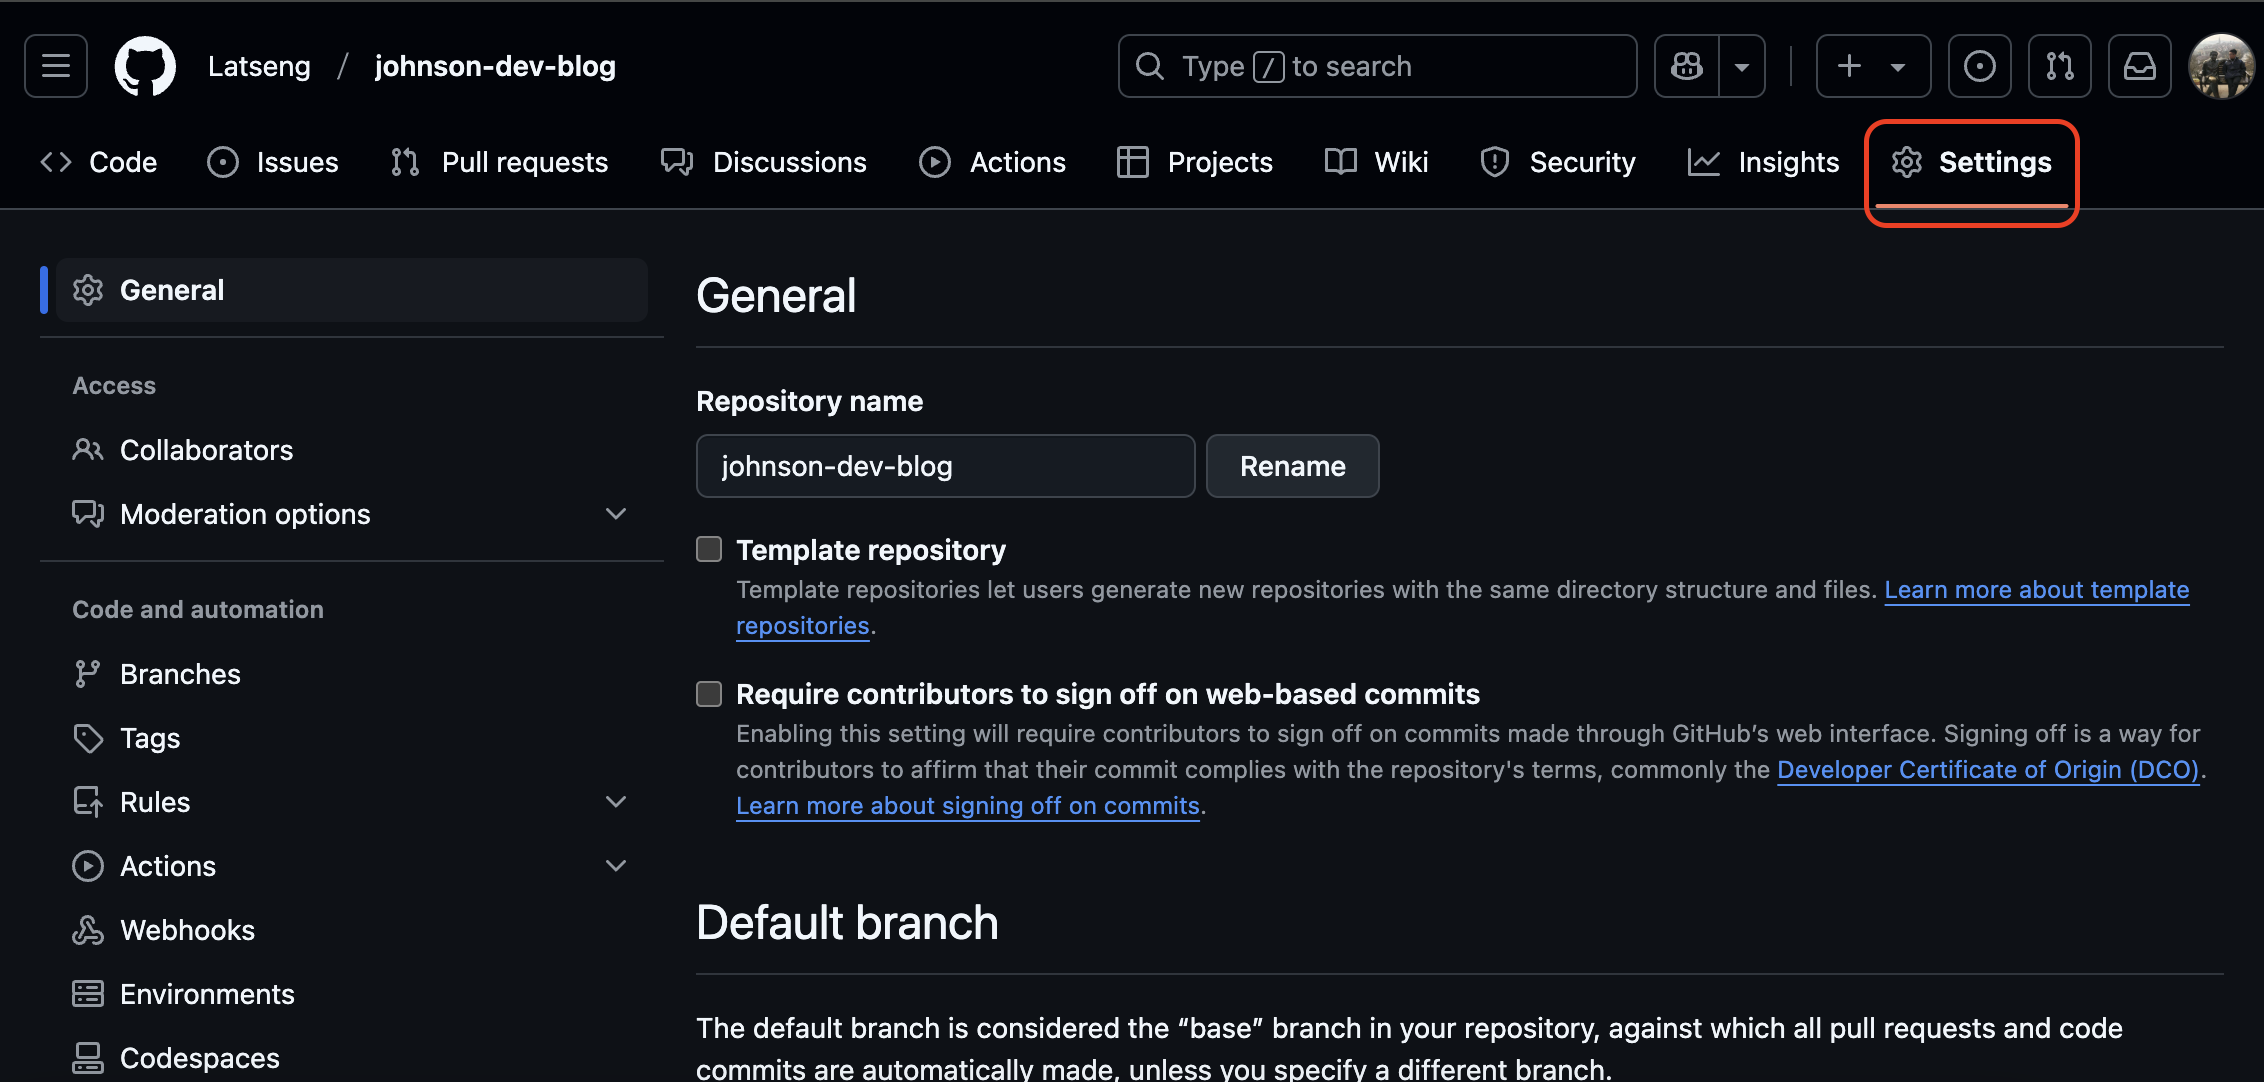 Latseng / johnson-dev-blog
Type / to search
Code Issues Pull requests Discussions Actions Projects Wiki Security Insights Settings
General
Access
Collaborators
Moderation options
Code and automation
Branches
Tags
Rules
Actions
Webhooks
Environments
Codespaces
General
Repository name
johnson-dev-blog Rename
Template repository
Template repositories let users generate new repositories with the same directory structure and files. Learn more about template
repositories.
Require contributors to sign off on web-based commits
Enabling this setting will require contributors to sign off on commits made through GitHub’s web interface. Signing off is a way for
contributors to affirm that their commit complies with the repository's terms, commonly the Developer Certificate of Origin (DCO).
Learn more about signing off on commits.
Default branch
The default branch is considered the “base” branch in your repository, against which all pull requests and code
commits are automatically made, unless you specify a different branch.